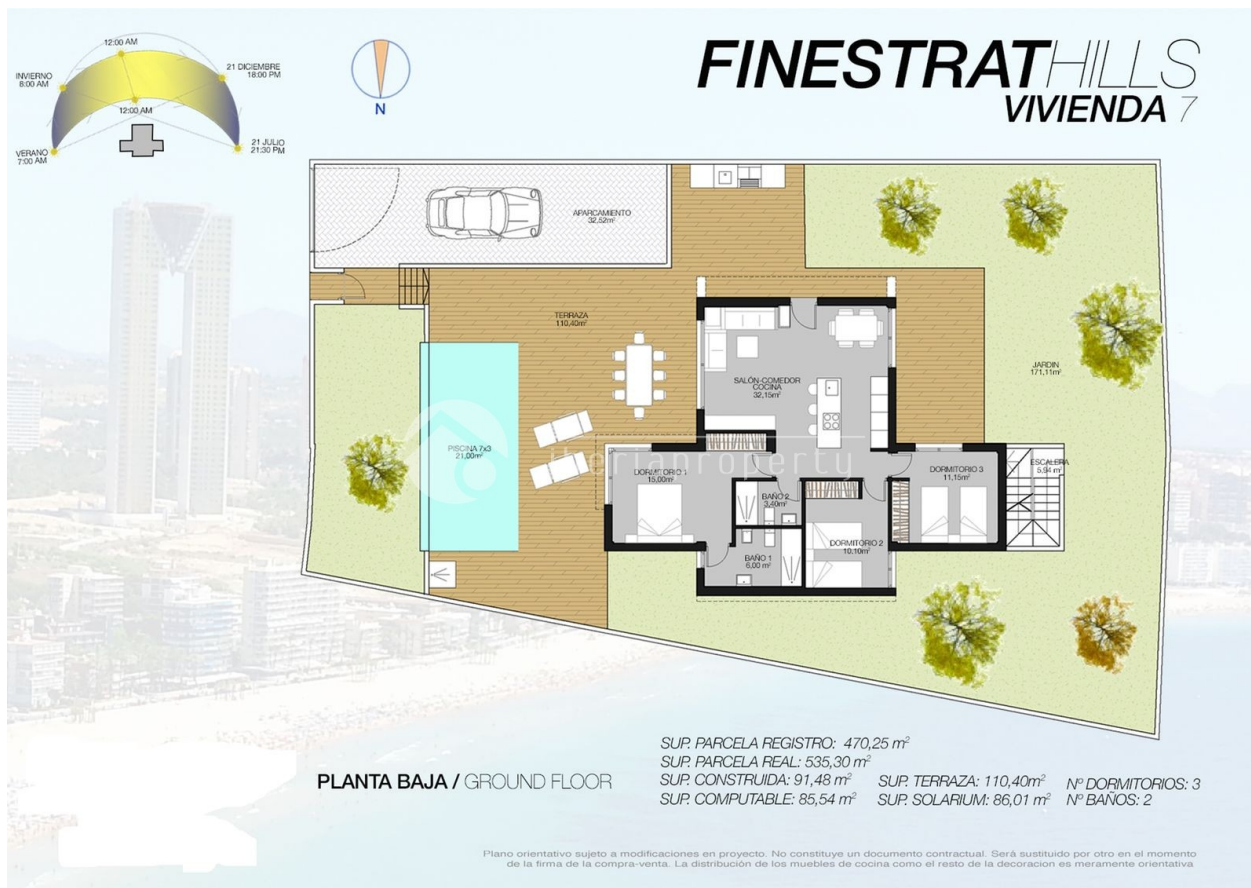 12:00 AM
INVIERNO
8:00 AM
21 DICIEMBRE
18:00 PM
12:00 AM
VERANO
7:00 AM
21 JULIO
21:30 PM
N
FINESTRATHILLS
VIVIENDA 7
APARCAMIENTO
32,52m²
TERRAZA
110,40m²
JARDIN
171,11m²
SALÓN-COMEDOR
COCINA
32,15m²
PISCINA 7x3
21,00m²
iberianproperty
DORMITORIO 1
15,00m²
BAÑO 2
3,40m²
DORMITORIO 3
11,15m²
ESCALERA
5,94 m²
DORMITORIO 2
10,10m²
BAÑO 1
6,00 m²
PLANTA BAJA / GROUND FLOOR
SUP. PARCELA REGISTRO: 470,25 m²
SUP. PARCELA REAL: 535,30 m²
SUP. CONSTRUIDA: 91,48 m² SUP. TERRAZA: 110,40m² Nº DORMITORIOS: 3
SUP. COMPUTABLE: 85,54 m² SUP. SOLARIUM: 86,01 m² Nº BAÑOS: 2
Plano orientativo sujeto a modificaciones en proyecto. No constituye un documento contractual. Será sustituido por otro en el momento
de la firma de la compra-venta. La distribución de los muebles de cocina como el resto de la decoracion es meramente orientativa